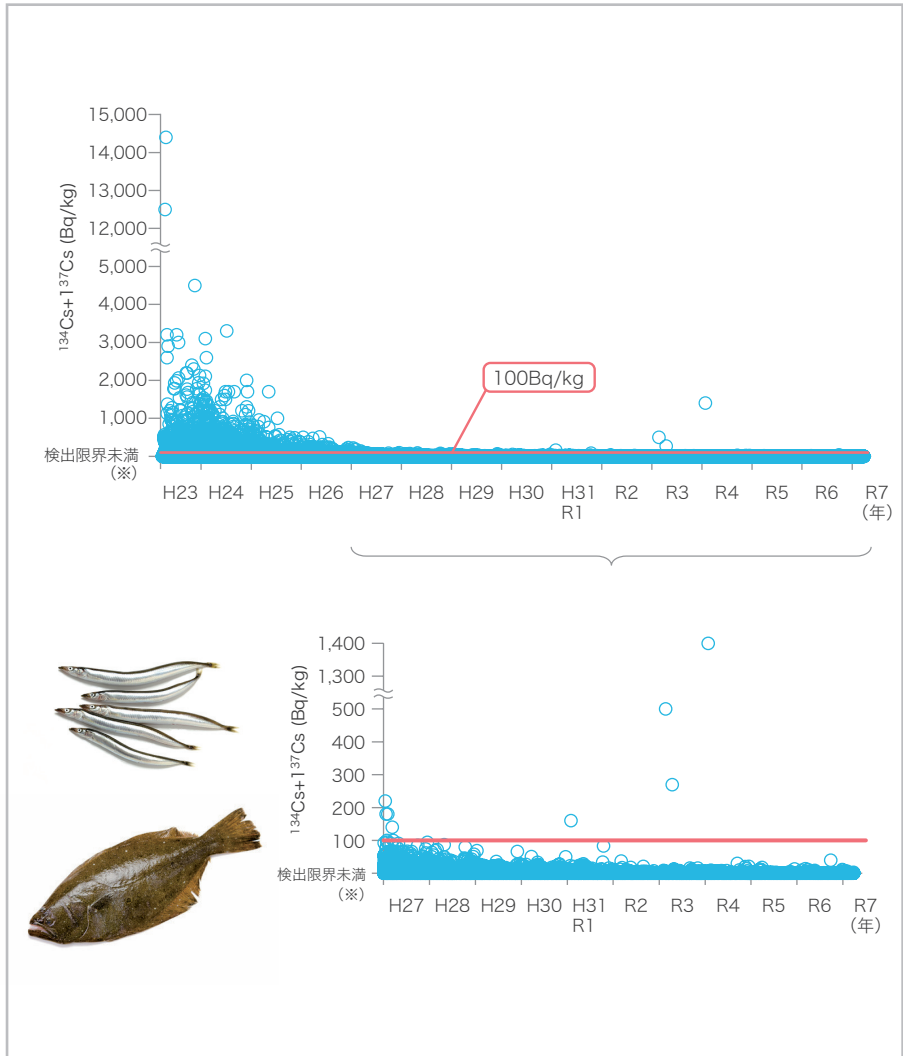 15,000
14,000
13,000
12,000
5,000
4,000
3,000
2,000
1,000
検出限界未満
(※)
¹³⁴Cs+1³⁷Cs (Bq/kg)
100Bq/kg
H23 H24 H25 H26 H27 H28 H29 H30 H31 R2 R3 R4 R5 R6 R7
R1 (年)
1,400
1,300
500
400
300
200
100
検出限界未満
(※)
¹³⁴Cs+1³⁷Cs (Bq/kg)
H27 H28 H29 H30 H31 R2 R3 R4 R5 R6 R7
R1 (年)